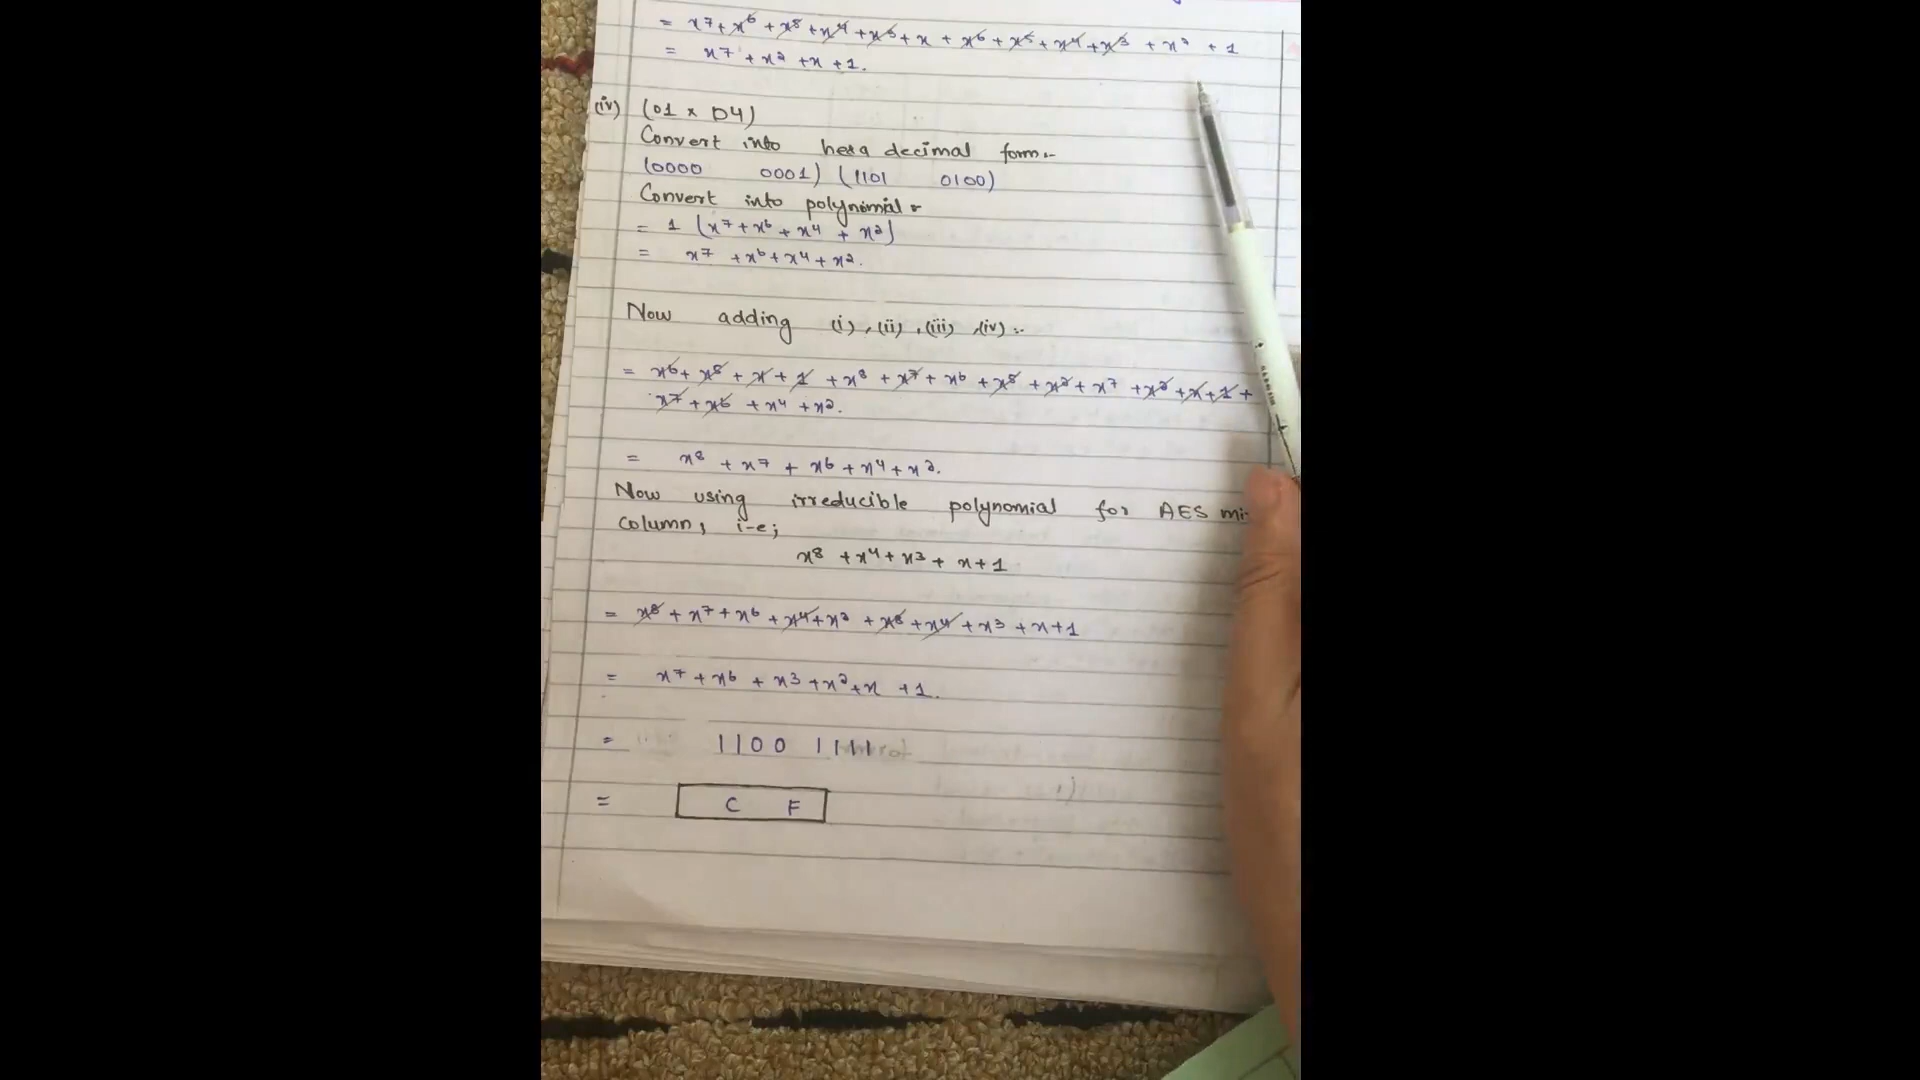 = x⁷ + x⁶ + x⁸ + x⁴ + x⁵ + x + x⁶ + x⁵ + x⁴ + x³ + x² + 1
= x⁷ + x² + x + 1.
(iv) (01 × D4)
Convert into hexa decimal form:-
(0000 0001) (1101 0100)
Convert into polynimial:-
= 1 (x⁷ + x⁶ + x⁴ + x²)
= x⁷ + x⁶ + x⁴ + x².
Now adding (i), (ii), (iii), (iv):-
= x⁶ + x⁵ + x + 1 + x⁸ + x⁷ + x⁶ + x⁵ + x² + x⁷ + x² + x + 1 +
x⁷ + x⁶ + x⁴ + x².
= x⁸ + x⁷ + x⁶ + x⁴ + x².
Now using irreducible polynomial for AES mi
column, i-e;
x⁸ + x⁴ + x³ + x + 1
= x⁸ + x⁷ + x⁶ + x⁴ + x² + x⁸ + x⁴ + x³ + x + 1
= x⁷ + x⁶ + x³ + x² + x + 1.
= 1100 1111
= C F